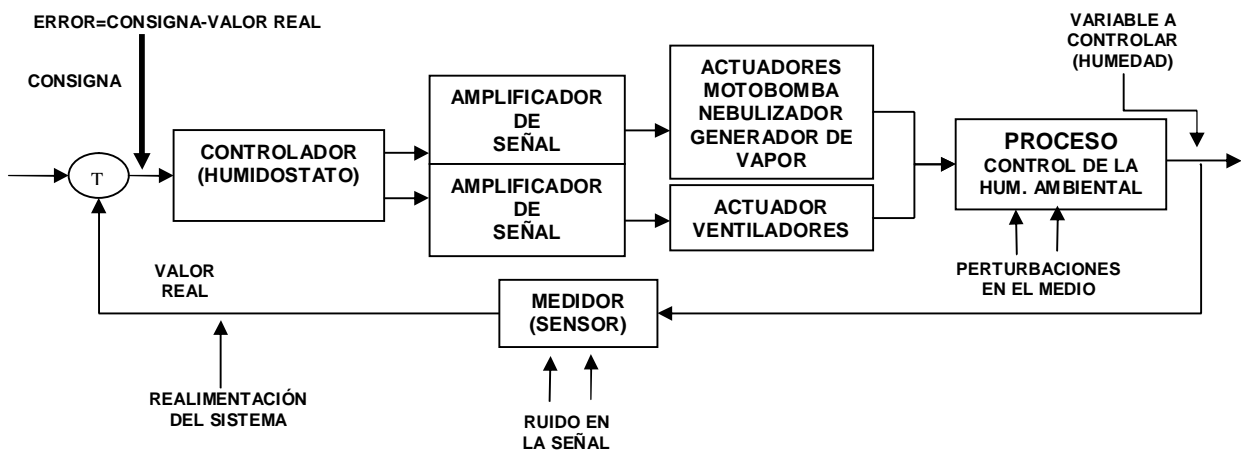 ERROR=CONSIGNA-VALOR REAL
CONSIGNA
T
CONTROLADOR
(HUMIDOSTATO)
AMPLIFICADOR
DE
SEÑAL
AMPLIFICADOR
DE
SEÑAL
ACTUADORES
MOTOBOMBA
NEBULIZADOR
GENERADOR DE
VAPOR
ACTUADOR
VENTILADORES
VARIABLE A
CONTROLAR
(HUMEDAD)
PROCESO
CONTROL DE LA
HUM. AMBIENTAL
PERTURBACIONES
EN EL MEDIO
VALOR
REAL
MEDIDOR
(SENSOR)
REALIMENTACIÓN
DEL SISTEMA
RUIDO EN
LA SEÑAL